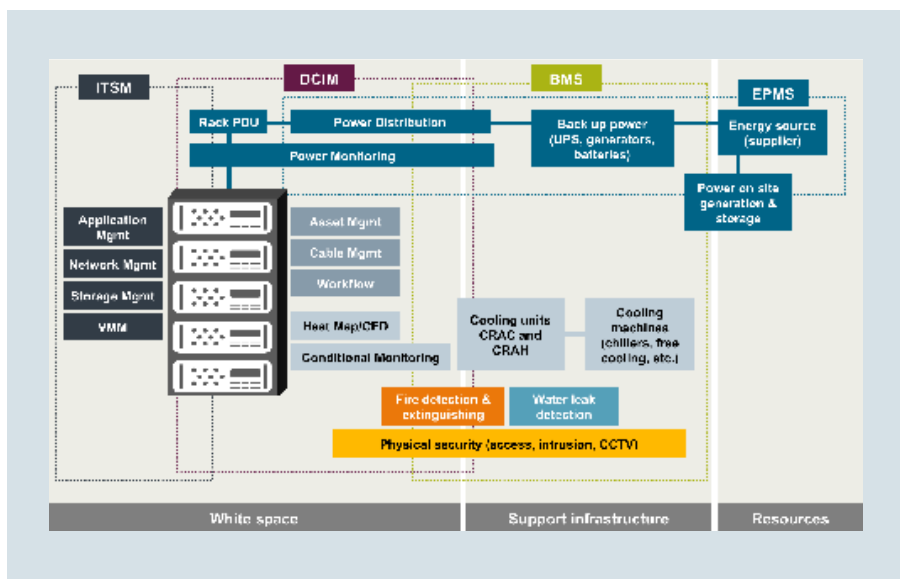 ITSM
DCIM
BMS
EPMS
Rack PDU
Power Distribution
Back up power
(UPS, generators,
batteries)
Energy source
(supplier)
Power Monitoring
Power on site
generation &
storage
Application
Mgmt
Network Mgmt
Storage Mgmt
VMM
Asset Mgmt
Cable Mgmt
Workflow
Heat Map/CFD
Conditional Monitoring
Cooling units
CRAC and
CRAH
Cooling
machines
(chillers, free
cooling, etc.)
Fire detection &
extinguishing
Water leak
detection
Physical security (access, intrusion, CCTV)
White space
Support infrastructure
Resources